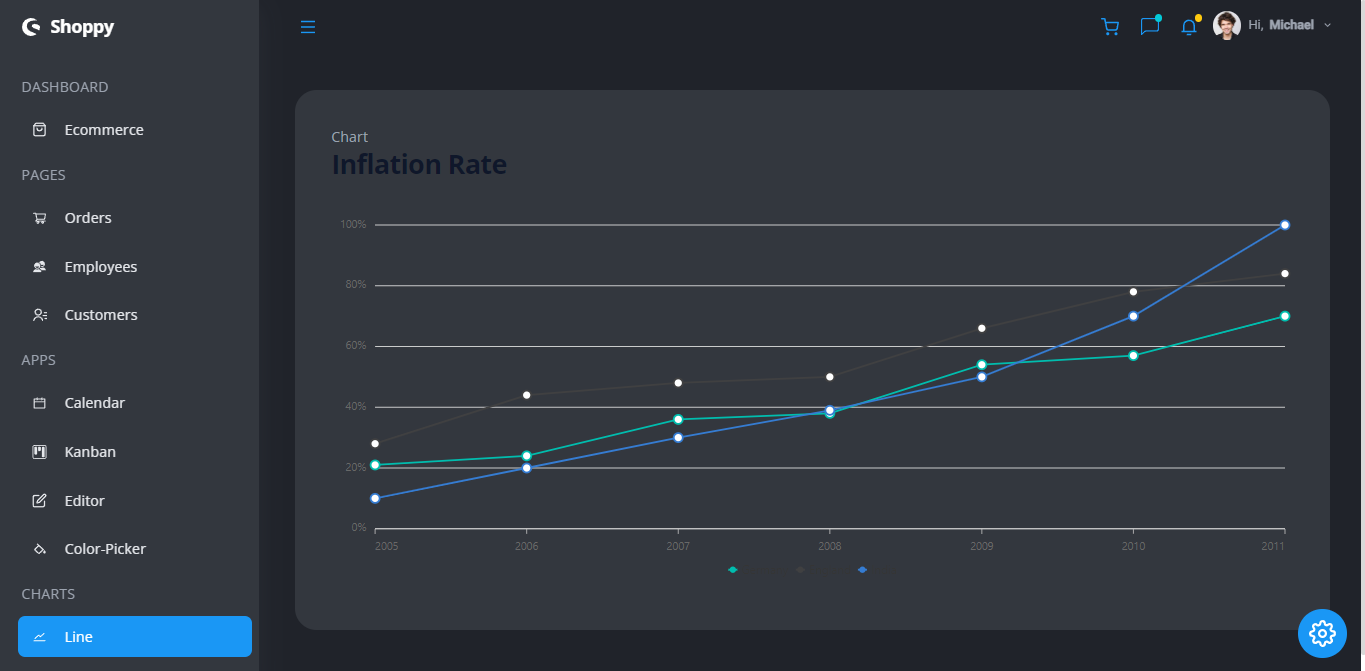 Shoppy
Hi, Michael
DASHBOARD
Ecommerce
PAGES
Orders
Employees
Customers
APPS
Calendar
Kanban
Editor
Color-Picker
CHARTS
Line
Chart
Inflation Rate
100%
80%
60%
40%
20%
0%
2005 2006 2007 2008 2009 2010 2011